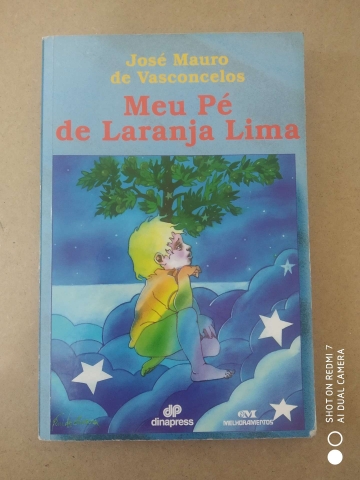 José Mauro
de Vasconcelos
Meu Pé
de Laranja Lima
dp
dinapress
MELHORAMENTOS
SHOT ON REDMI 7
AI DUAL CAMERA